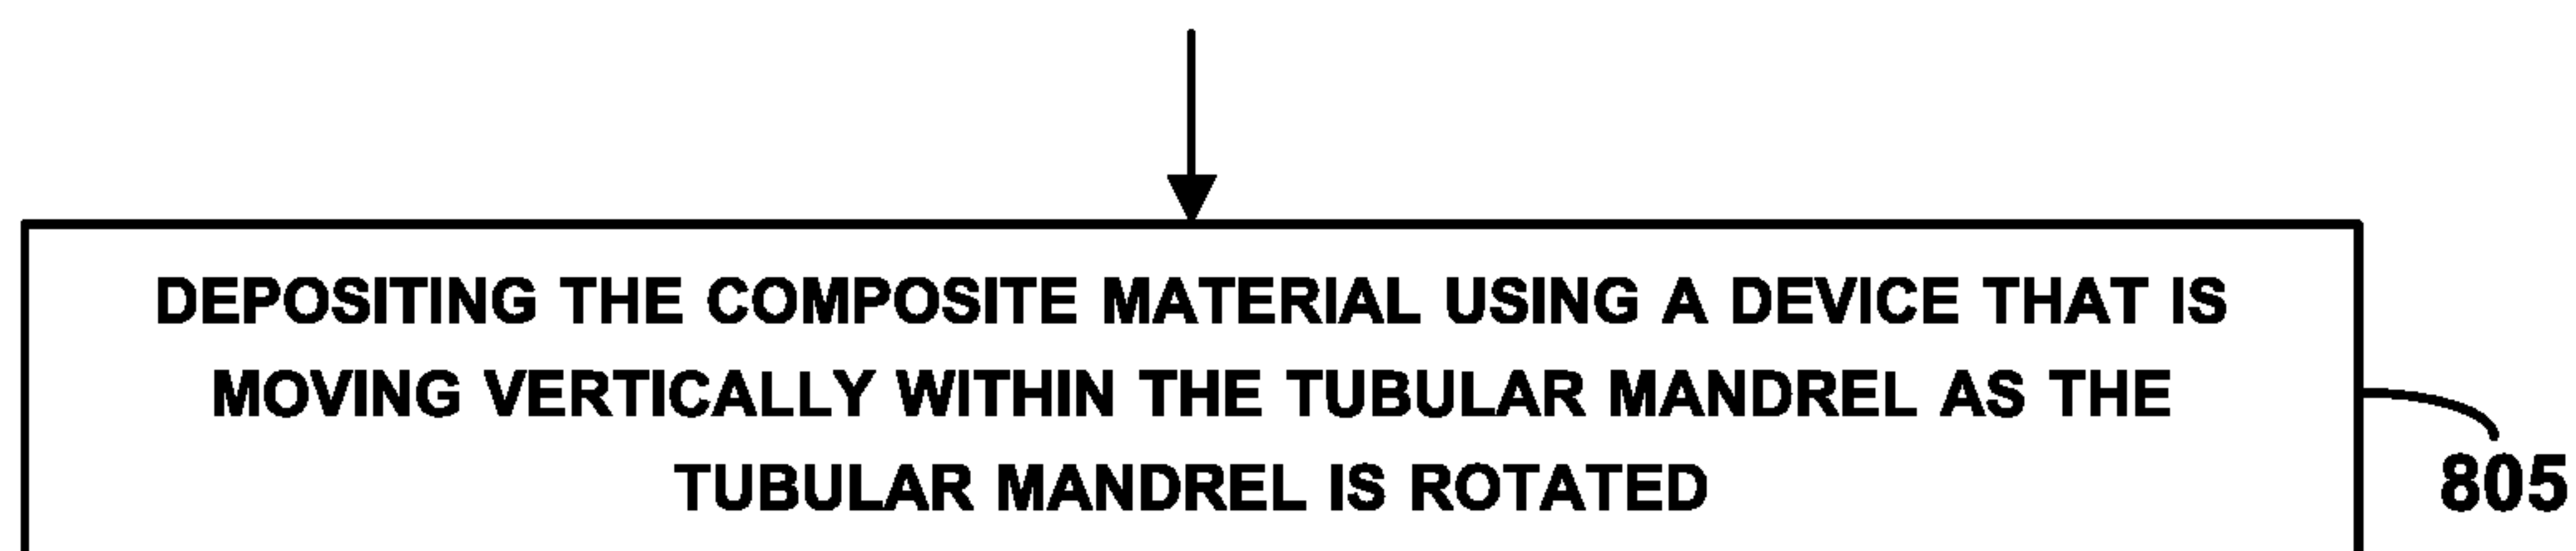 DEPOSITING THE COMPOSITE MATERIAL USING A DEVICE THAT IS
MOVING VERTICALLY WITHIN THE TUBULAR MANDREL AS THE
TUBULAR MANDREL IS ROTATED
805